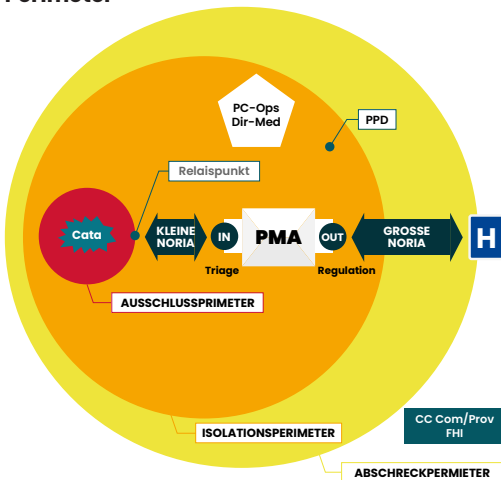 Perimeter
PC-Ops
Dir-Med
PPD
Relaispunkt
Cata
KLEINE
NORIA
IN
PMA
OUT
GROSSE
NORIA
H
Triage
Regulation
AUSSCHLUSSPRIMETER
CC Com/Prov
FHI
ISOLATIONSPERIMETER
ABSCHRECKPERMIETER